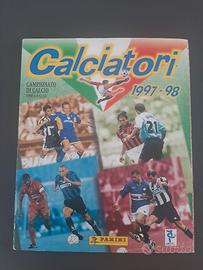 Calciatori
1997-98
CAMPIONATO
DI CALCIO
PANINI